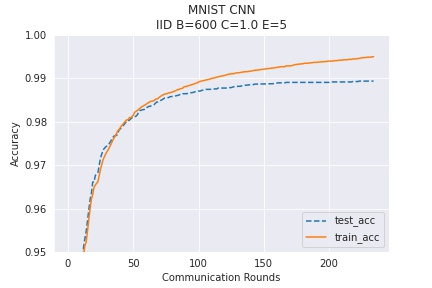 MNIST CNN
IID B=600 C=1.0 E=5
1.00
0.99
0.98
0.97
0.96
0.95
Accuracy
0 50 100 150 200
Communication Rounds
test_acc
train_acc